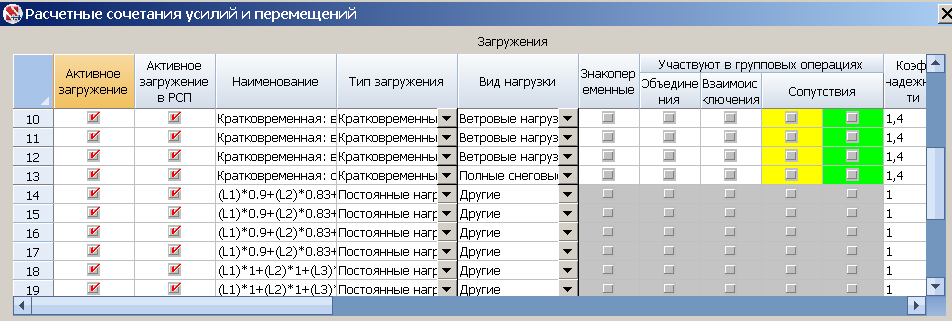 Расчетные сочетания усилий и перемещений
Загружения
Активное загружение
Активное загружение в РСП
Наименование
Тип загружения
Вид нагрузки
Знакопер еменные
Участвуют в групповых операциях
Объедине ния
Взаимоис ключения
Сопутствия
Коэф надежн ти
10 Кратковременная: в Кратковременны Ветровые нагруз 1,4
11 Кратковременная: в Кратковременны Ветровые нагруз 1,4
12 Кратковременная: в Кратковременны Ветровые нагруз 1,4
13 Кратковременная: с Кратковременны Полные снеговы 1,4
14 (L1)*0.9+(L2)*0.83+ Постоянные нагр Другие 1
15 (L1)*0.9+(L2)*0.83+ Постоянные нагр Другие 1
16 (L1)*0.9+(L2)*0.83+ Постоянные нагр Другие 1
17 (L1)*0.9+(L2)*0.83+ Постоянные нагр Другие 1
18 (L1)*1+(L2)*1+(L3)* Постоянные нагр Другие 1
19 (L1)*1+(L2)*1+(L3)* Постоянные нагр Другие 1